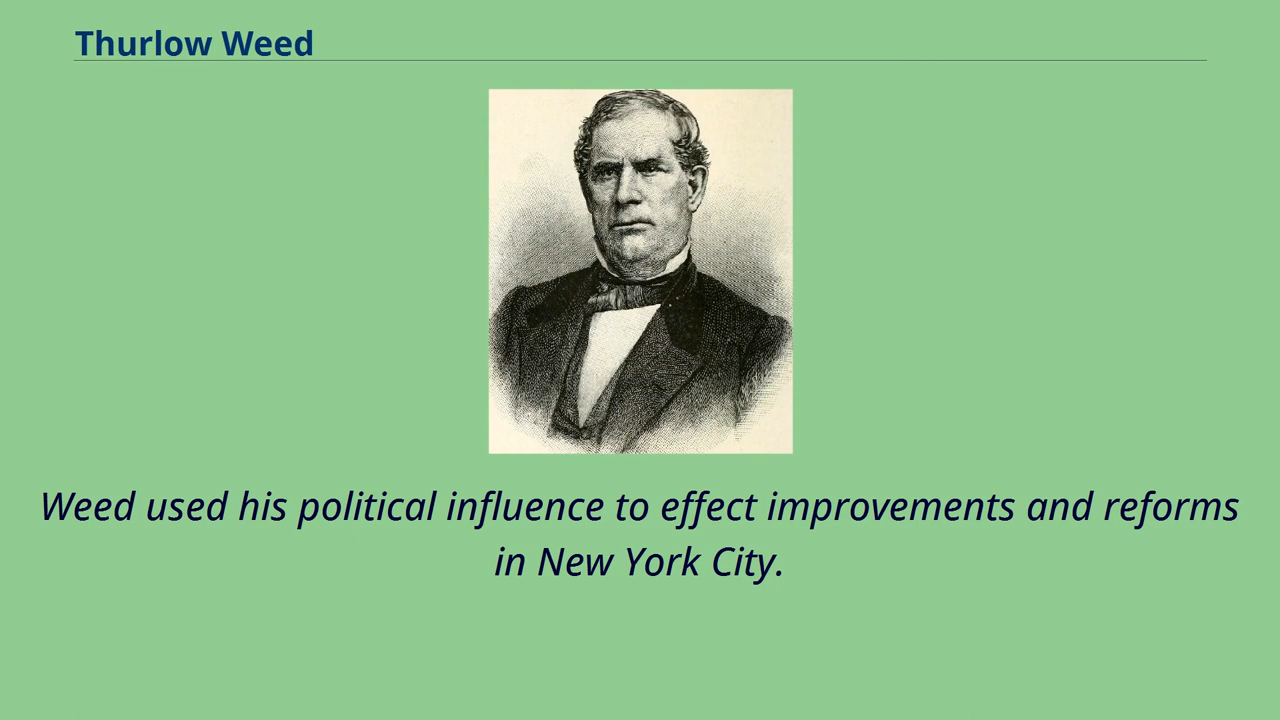 Thurlow Weed
Weed used his political influence to effect improvements and reforms
in New York City.